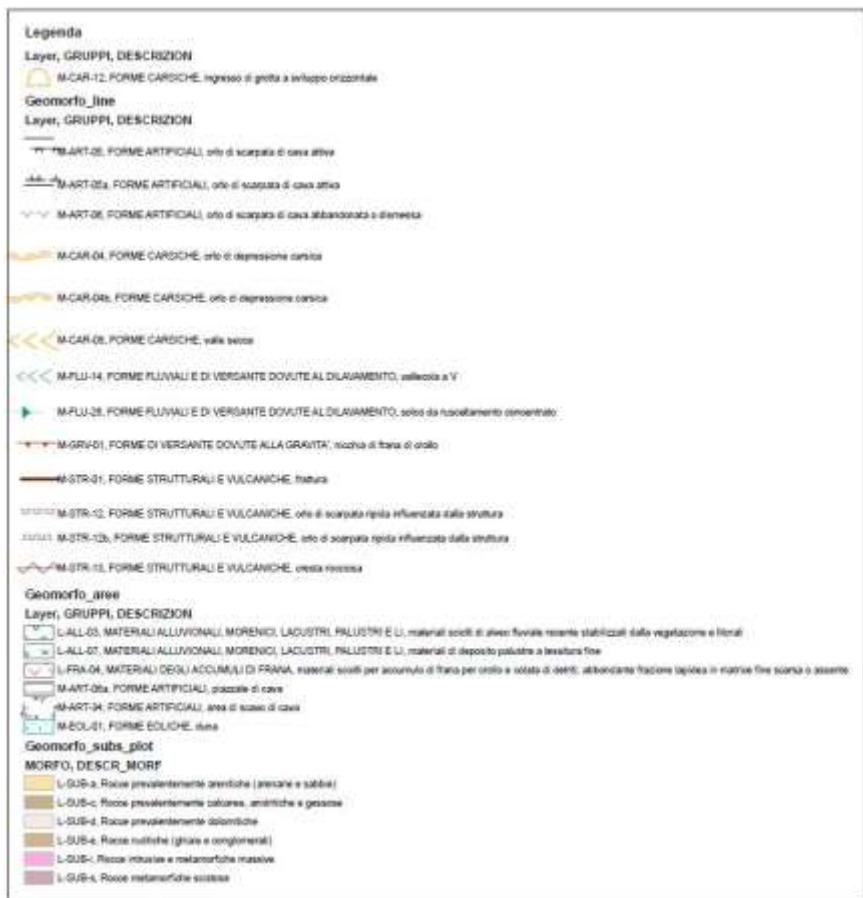 Legenda
Layer, GRUPPI, DESCRIZION
M-CAR-12, FORME CARSICHE, ingresso di grotta a sviluppo orizzontale
Geomorfo_line
Layer, GRUPPI, DESCRIZION
M-ART-05, FORME ARTIFICIALI, orlo di scarpata di cava attiva
M-ART-05a, FORME ARTIFICIALI, orlo di scarpata di cava attiva
M-ART-06, FORME ARTIFICIALI, orlo di scarpata di cava abbandonata o dismessa
M-CAR-04, FORME CARSICHE, orlo di depressione carsica
M-CAR-04b, FORME CARSICHE, orlo di depressione carsica
M-CAR-08, FORME CARSICHE, valle secca
M-FLU-14, FORME FLUVIALI E DI VERSANTE DOVUTE AL DILAVAMENTO, vallecola a V
M-FLU-28, FORME FLUVIALI E DI VERSANTE DOVUTE AL DILAVAMENTO, solco da ruscellamento concentrato
M-GRV-01, FORME DI VERSANTE DOVUTE ALLA GRAVITA', nicchia di frana di crollo
M-STR-01, FORME STRUTTURALI E VULCANICHE, frattura
M-STR-12, FORME STRUTTURALI E VULCANICHE, orlo di scarpata ripida influenzata dalla struttura
M-STR-12b, FORME STRUTTURALI E VULCANICHE, orlo di scarpata ripida influenzata dalla struttura
M-STR-13, FORME STRUTTURALI E VULCANICHE, cresta rocciosa
Geomorfo_aree
Layer, GRUPPI, DESCRIZION
L-ALL-03, MATERIALI ALLUVIONALI, MORENICI, LACUSTRI, PALUSTRI E LI, materiali sciolti di alveo fluviale recente stabilizzati dalla vegetazione e litorali
L-ALL-07, MATERIALI ALLUVIONALI, MORENICI, LACUSTRI, PALUSTRI E LI, materiali di deposito palustre a tessitura fine
L-FRA-04, MATERIALI DEGLI ACCUMULI DI FRANA, materiali sciolti per accumulo di frana per crollo e colata di detriti; abbondante frazione lapidea in matrice fine scarsa o assente
M-ART-06a, FORME ARTIFICIALI, piazzale di cava
M-ART-34, FORME ARTIFICIALI, area di scavo di cava
M-EOL-01, FORME EOLICHE, duna
Geomorfo_subs_plot
MORFO, DESCR_MORF
L-SUB-a, Rocce prevalentemente arenitiche (arenarie e sabbie)
L-SUB-c, Rocce prevalentemente calcaree, anidritiche e gessose
L-SUB-d, Rocce prevalentemente dolomitiche
L-SUB-e, Rocce ruditiche (ghiaie e conglomerati)
L-SUB-i, Rocce intrusive e metamorfiche massive
L-SUB-s, Rocce metamorfiche scistose